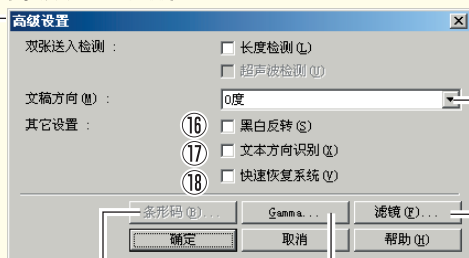 高级设置
双张送入检测 : 长度检测(L)
超声波检测(U)
文稿方向(M) : 0度
其它设置 : ⑯ 黑白反转(S)
⑰ 文本方向识别(X)
⑱ 快速恢复系统(V)
条形码(B)... Gamma... 滤镜(F)...
确定 取消 帮助(H)